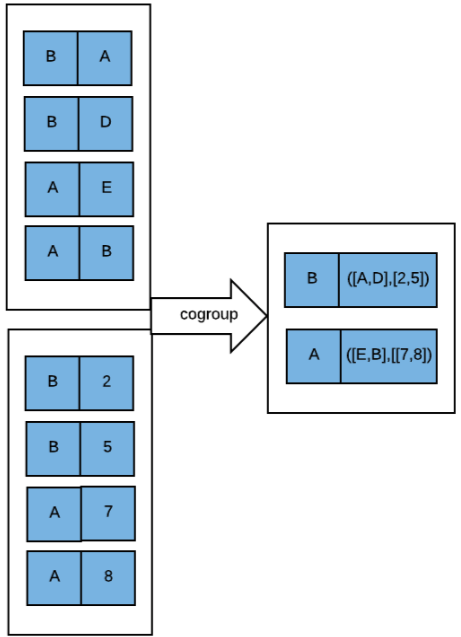 B A
B D
A E
A B
cogroup
B 2
B 5
A 7
A 8
B ([A,D],[2,5])
A ([E,B],[[7,8])